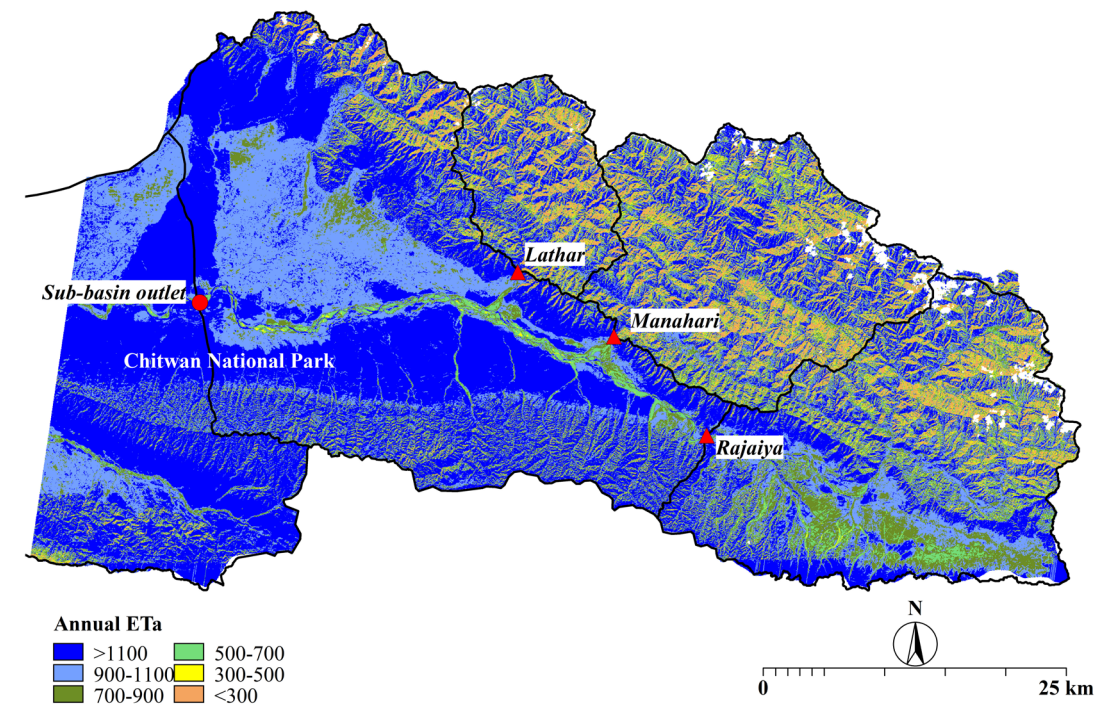 Lathar
Sub-basin outlet
Manahari
Chitwan National Park
Rajaiya
Annual ETa
>1100
500-700
900-1100
300-500
700-900
<300
N
0
25 km